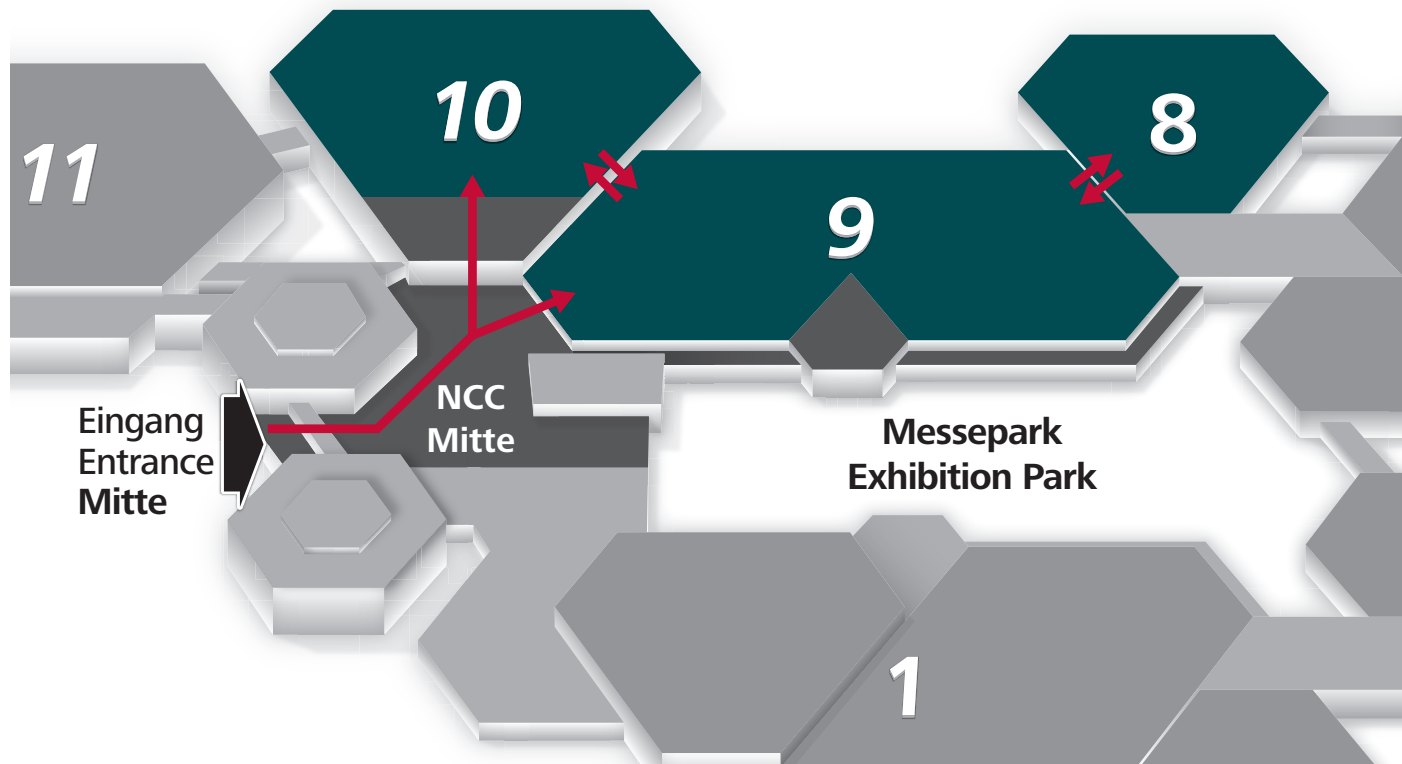 10
8
11
9
NCC
Mitte
Eingang
Entrance
Mitte
Messepark
Exhibition Park
1